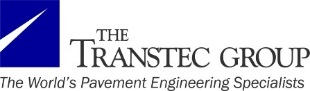 THE
TRANSTEC GROUP
The World's Pavement Engineering Specialists